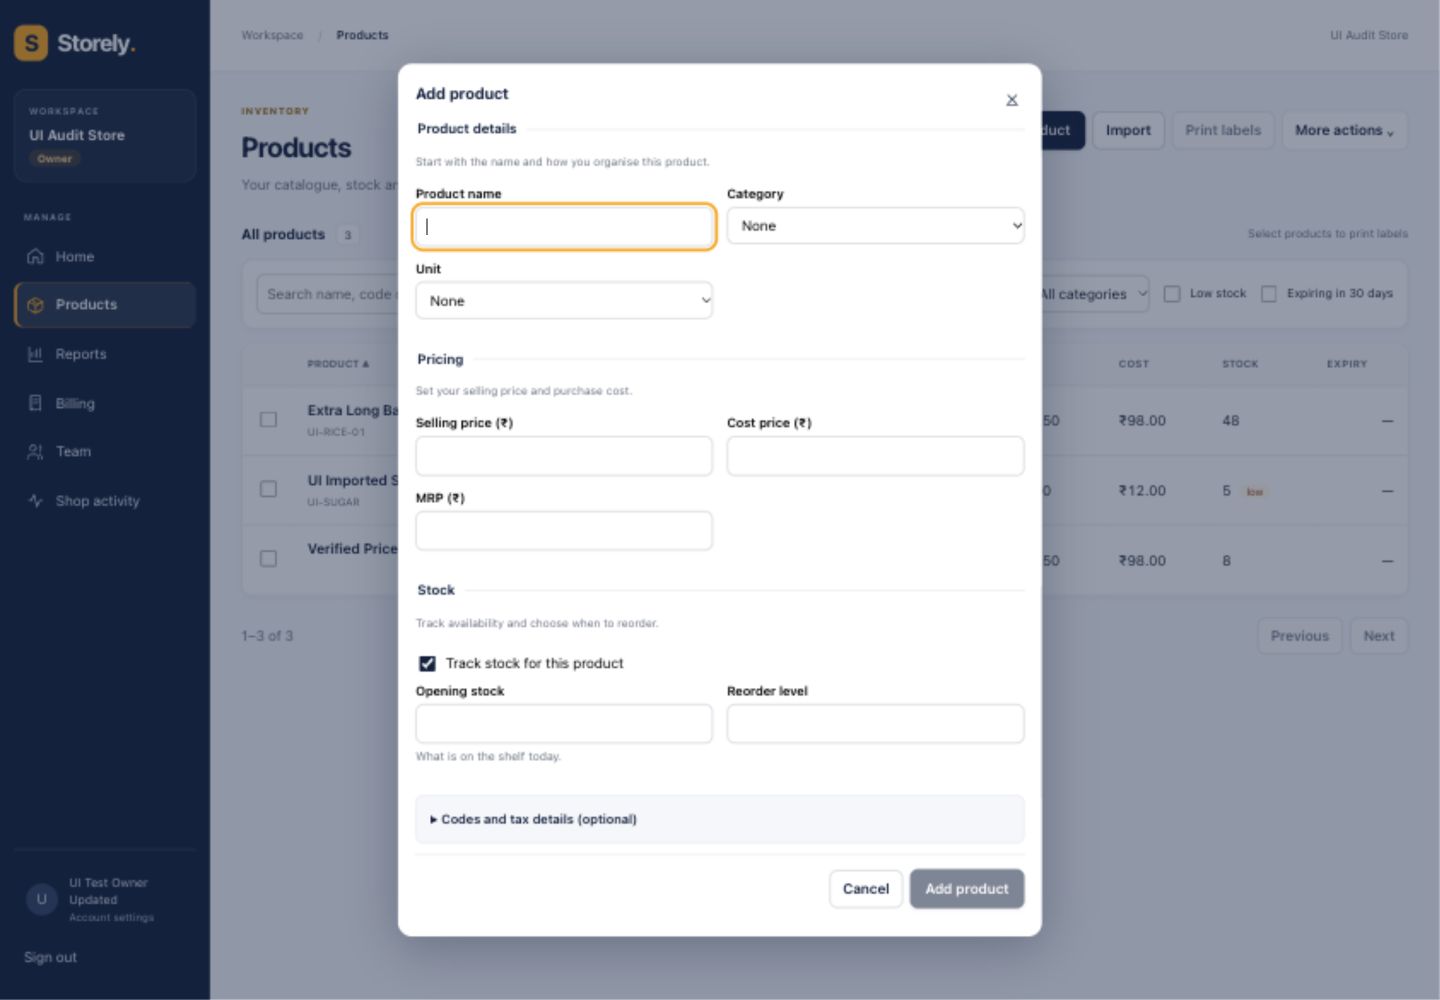 S Storely.
WORKSPACE
UI Audit Store
Owner
MANAGE
Home
Products
Reports
Billing
Team
Shop activity
U
UI Test Owner
Updated
Account settings
Sign out
Workspace / Products
UI Audit Store
INVENTORY
Products
Your catalogue, stock
duct
Import
Print labels
More actions
All products 3
Select products to print labels
Search name, code
All categories
Low stock
Expiring in 30 days
PRODUCT ▲ COST STOCK EXPIRY
Extra Long Ba 50 ₹98.00 48 —
UI-RICE-01
UI Imported S 0 ₹12.00 5 low —
UI-SUGAR
Verified Price 50 ₹98.00 8 —
1–3 of 3
Previous
Next
Add product
Product details
Start with the name and how you organise this product.
Product name
Category
None
Unit
None
Pricing
Set your selling price and purchase cost.
Selling price (₹)
Cost price (₹)
MRP (₹)
Stock
Track availability and choose when to reorder.
Track stock for this product
Opening stock
Reorder level
What is on the shelf today.
▸ Codes and tax details (optional)
Cancel
Add product